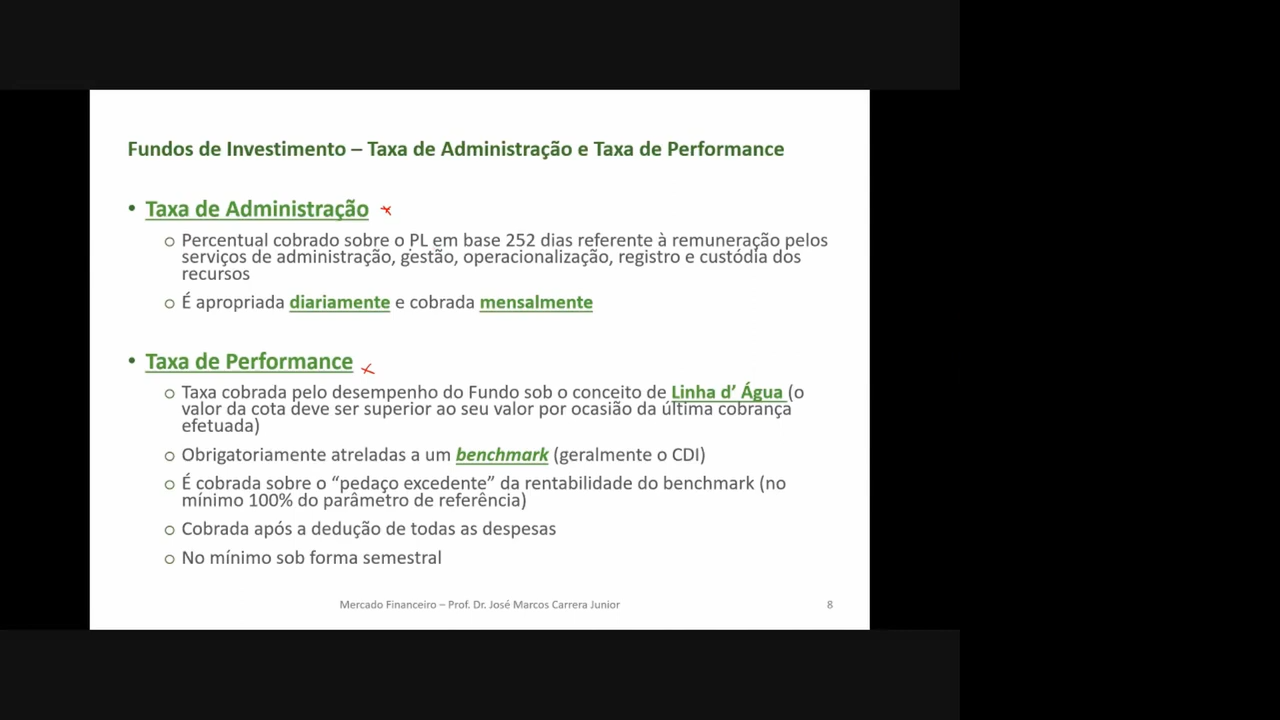 Fundos de Investimento – Taxa de Administração e Taxa de Performance
• Taxa de Administração
○ Percentual cobrado sobre o PL em base 252 dias referente à remuneração pelos
serviços de administração, gestão, operacionalização, registro e custódia dos
recursos
○ É apropriada diariamente e cobrada mensalmente
• Taxa de Performance
○ Taxa cobrada pelo desempenho do Fundo sob o conceito de Linha d’ Água (o
valor da cota deve ser superior ao seu valor por ocasião da última cobrança
efetuada)
○ Obrigatoriamente atreladas a um benchmark (geralmente o CDI)
○ É cobrada sobre o “pedaço excedente” da rentabilidade do benchmark (no
mínimo 100% do parâmetro de referência)
○ Cobrada após a dedução de todas as despesas
○ No mínimo sob forma semestral
Mercado Financeiro – Prof. Dr. José Marcos Carrera Junior 8